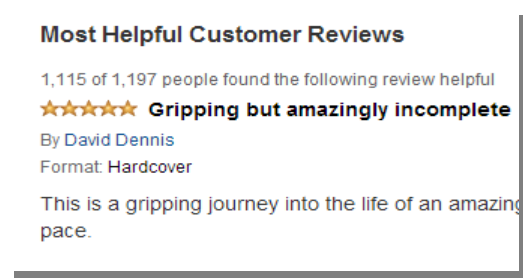 Most Helpful Customer Reviews
1,115 of 1,197 people found the following review helpful
Gripping but amazingly incomplete
By David Dennis
Format: Hardcover
This is a gripping journey into the life of an amazing
pace.